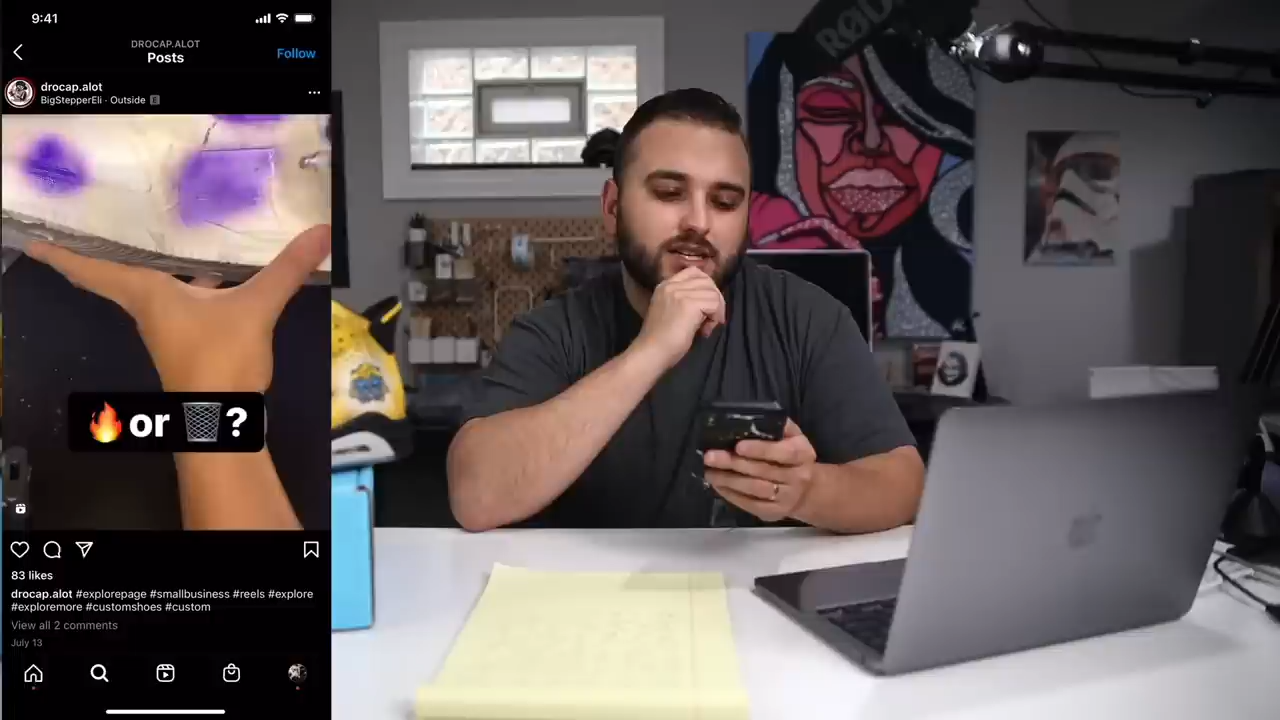 9:41
DROCAP.ALOT
Posts
Follow
drocap.alot
BigStepperEli · Outside E
🔥or 🗑️?
83 likes
drocap.alot #explorepage #smallbusiness #reels #explore
#exploremore #customshoes #custom
View all 2 comments
July 13
RØD